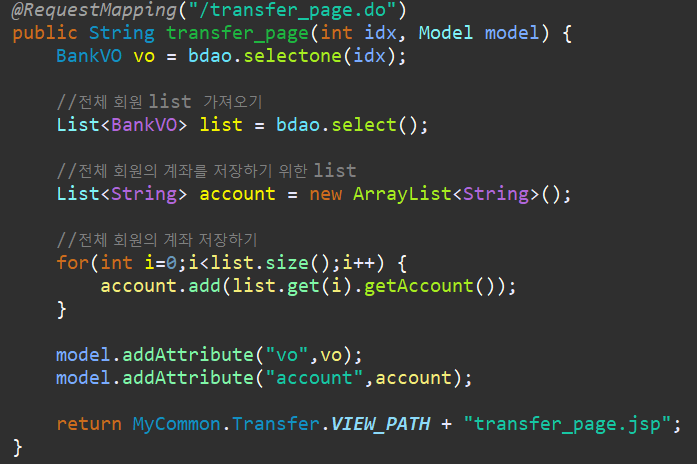 @RequestMapping("/transfer_page.do")
public String transfer_page(int idx, Model model) {
    BankVO vo = bdao.selectone(idx);

    //전체 회원 list 가져오기
    List<BankVO> list = bdao.select();

    //전체 회원의 계좌를 저장하기 위한 list
    List<String> account = new ArrayList<String>();

    //전체 회원의 계좌 저장하기
    for(int i=0;i<list.size();i++) {
        account.add(list.get(i).getAccount());
    }

    model.addAttribute("vo",vo);
    model.addAttribute("account",account);

    return MyCommon.Transfer.VIEW_PATH + "transfer_page.jsp";
}